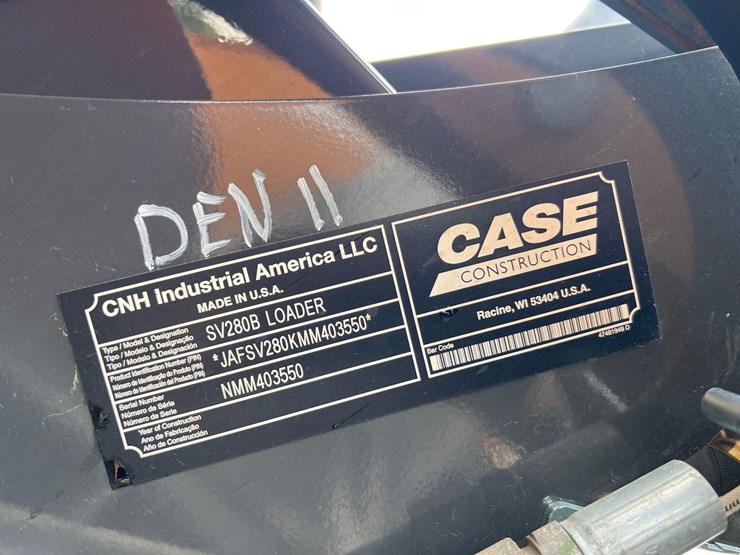 DEN 11
CNH Industrial America LLC
MADE IN U.S.A.
Type / Model & Designation
Tipo / Modelo & Designação
Tipo / Modelo & Designación
SV280B LOADER
Product Identification Number (PIN)
Número de Identificação do Produto (PIN)
Número de Identificación del Producto (PIN)
*JAFSV280KMM403550*
Serial Number
Número de Série
Número de Serie
NMM403550
Year of Construction
Ano de Fabricação
Año de Construcción
CASE
CONSTRUCTION
Racine, WI 53404 U.S.A.
Bar Code
47481949 D